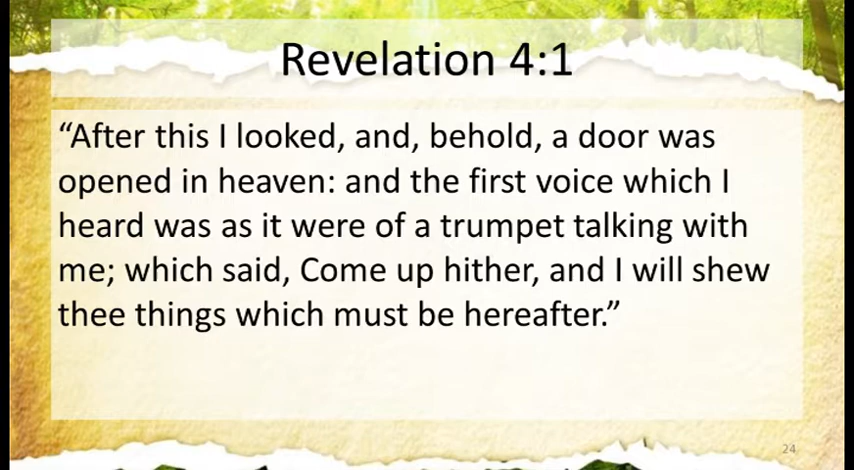 Revelation 4:1
“After this I looked, and, behold, a door was
opened in heaven: and the first voice which I
heard was as it were of a trumpet talking with
me; which said, Come up hither, and I will shew
thee things which must be hereafter.”
24